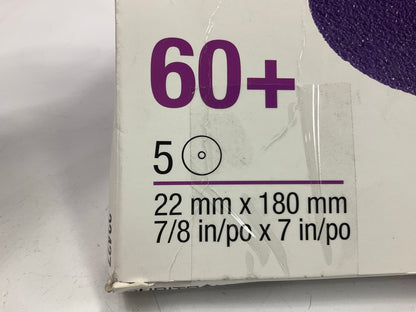 60+
5
22 mm x 180 mm
7/8 in/po x 7 in/po